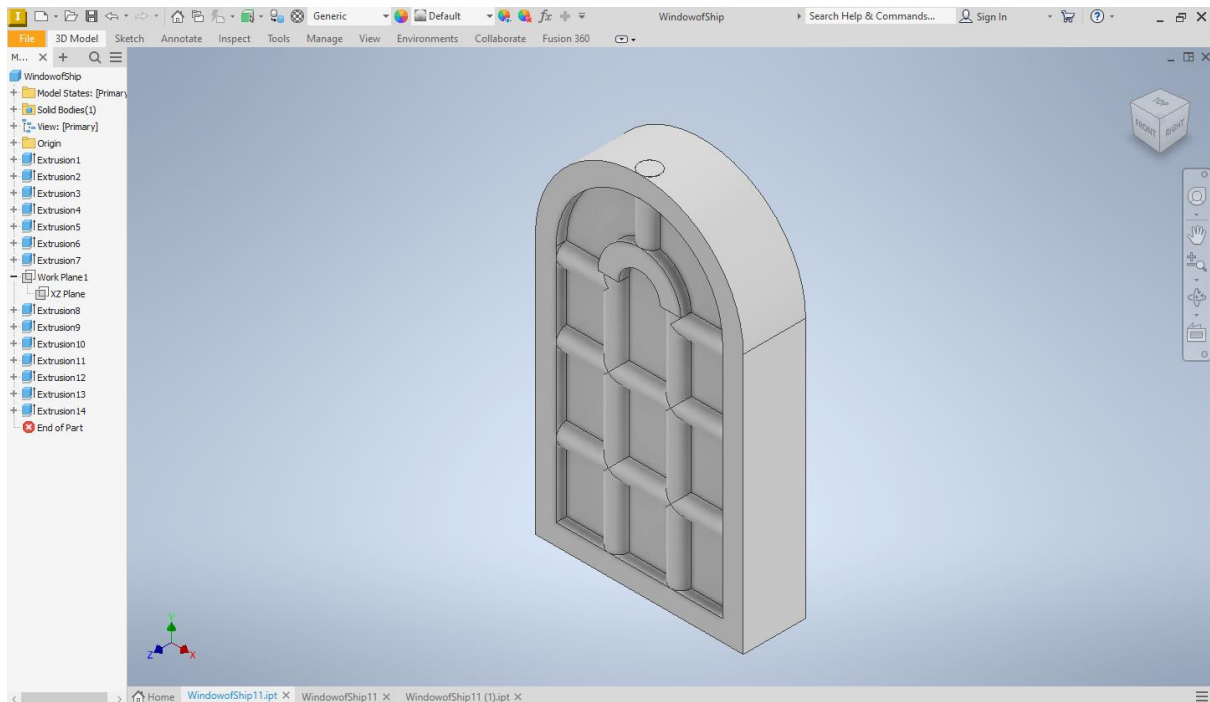 I Generic Default fx WindowofShip Search Help & Commands... Sign In
File 3D Model Sketch Annotate Inspect Tools Manage View Environments Collaborate Fusion 360
M... × +
WindowofShip
Model States: [Primary
Solid Bodies(1)
View: [Primary]
Origin
Extrusion1
Extrusion2
Extrusion3
Extrusion4
Extrusion5
Extrusion6
Extrusion7
Work Plane1
XZ Plane
Extrusion8
Extrusion9
Extrusion10
Extrusion11
Extrusion12
Extrusion13
Extrusion14
End of Part
TOP
FRONT RIGHT
Y
Z X
Home WindowofShip11.ipt × WindowofShip11 × WindowofShip11 (1).ipt ×